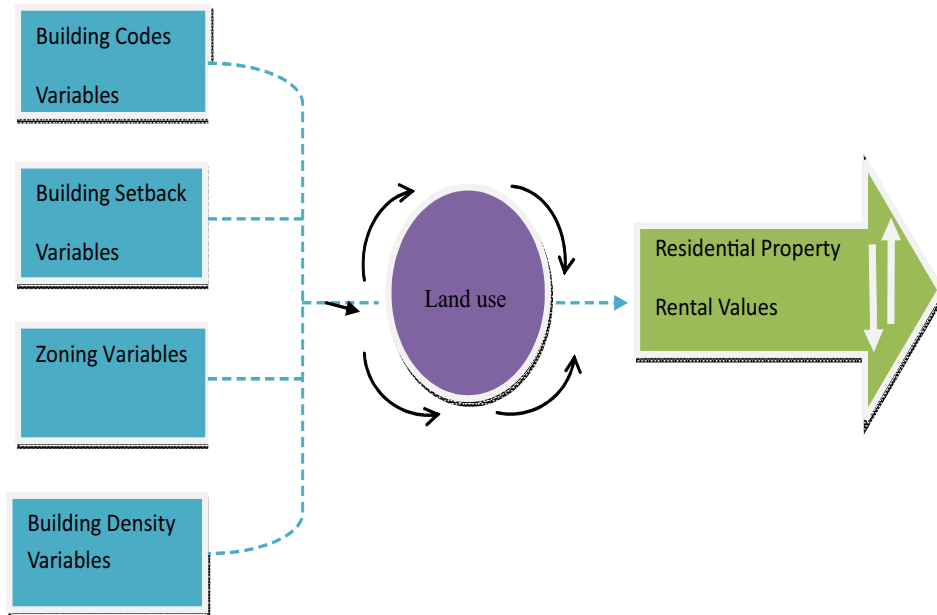 Building Codes
Variables
Building Setback
Variables
Zoning Variables
Building Density
Variables
Land use
Residential Property
Rental Values